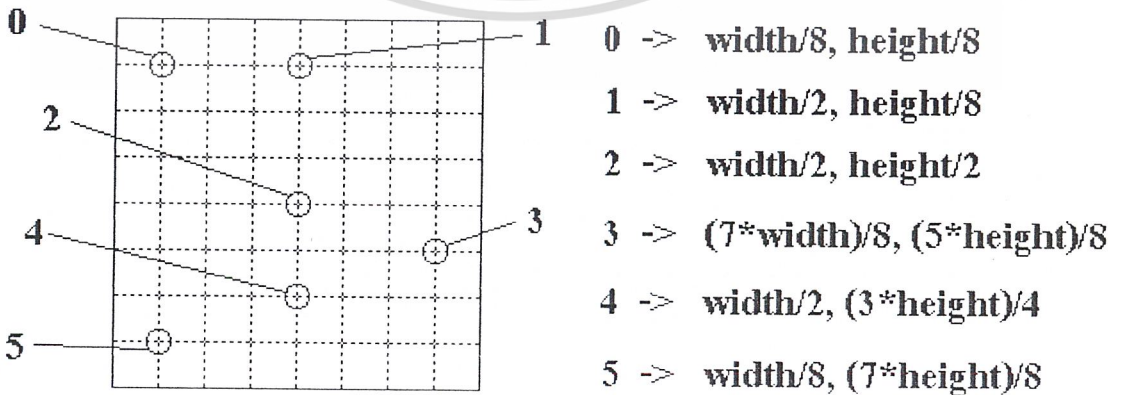 0
1
2
3
4
5
0 -> width/8, height/8
1 -> width/2, height/8
2 -> width/2, height/2
3 -> (7*width)/8, (5*height)/8
4 -> width/2, (3*height)/4
5 -> width/8, (7*height)/8